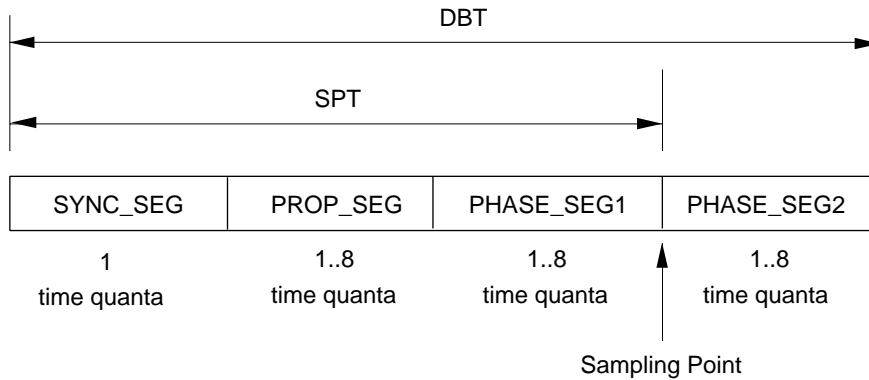 DBT
SPT
SYNC_SEG PROP_SEG PHASE_SEG1 PHASE_SEG2
1 1..8 1..8 1..8
time quanta time quanta time quanta time quanta
Sampling Point